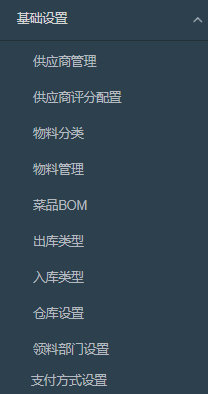 基础设置
供应商管理
供应商评分配置
物料分类
物料管理
菜品BOM
出库类型
入库类型
仓库设置
领料部门设置
支付方式设置